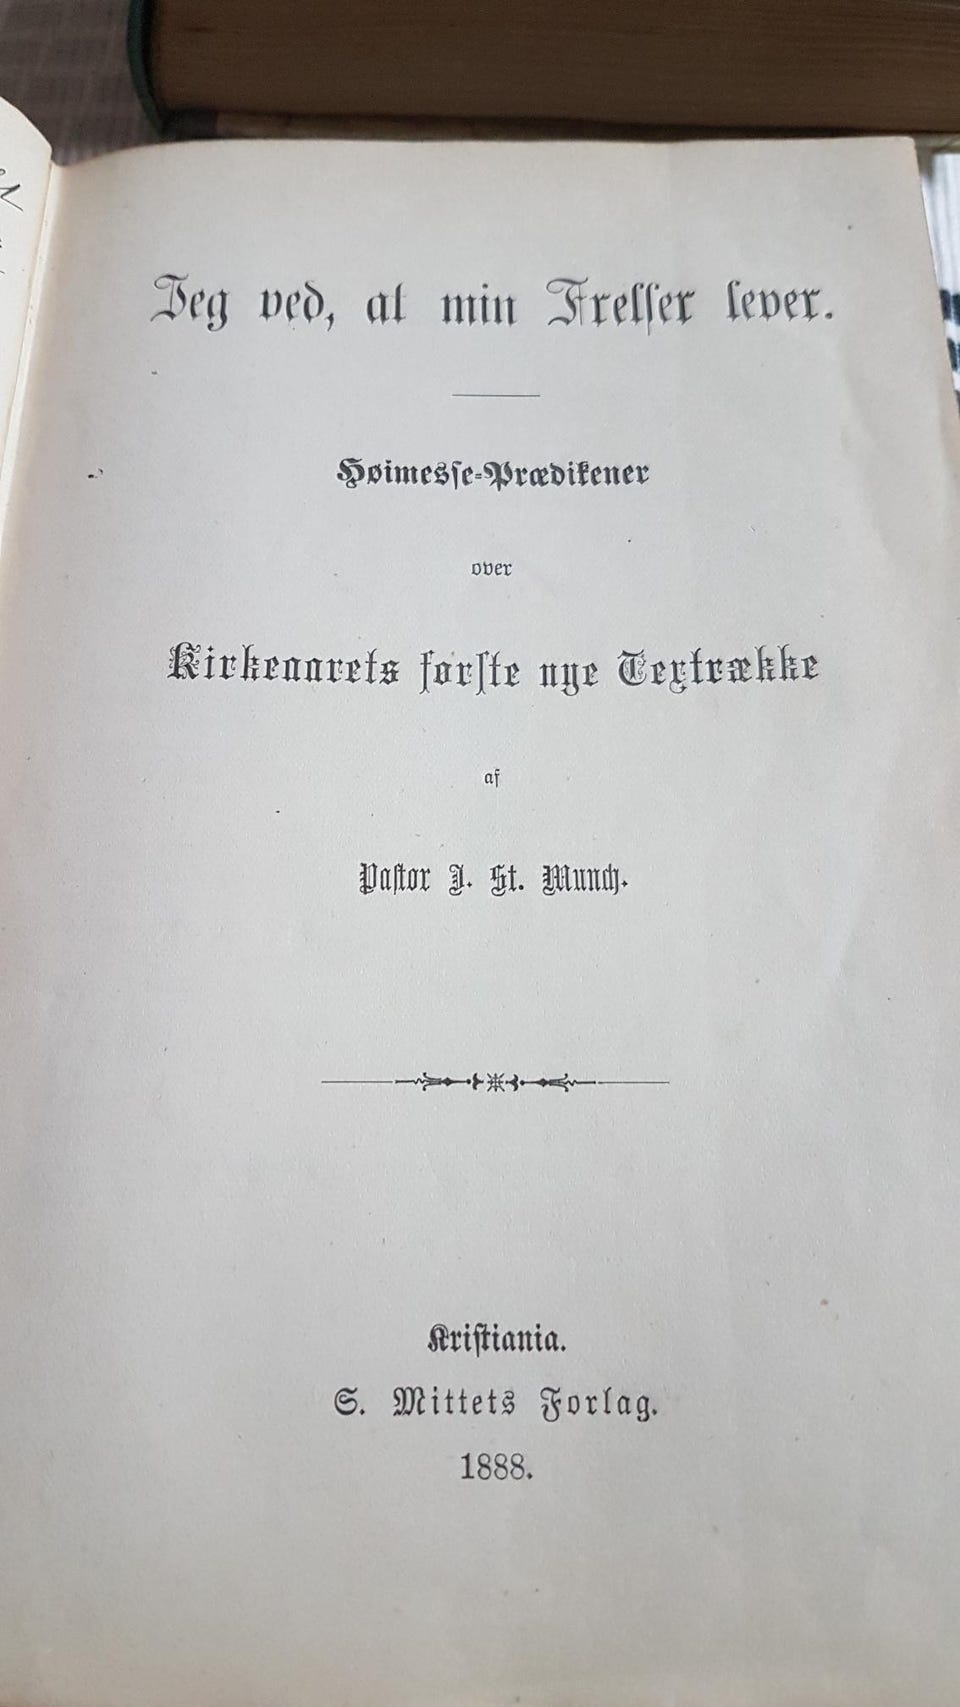 Jeg ved, at min Frelser lever.
Høimesse-Prædikener
over
Kirkeaarets første nye Textrække
af
Pastor J. St. Munch.
Kristiania.
S. Mittets Forlag.
1888.